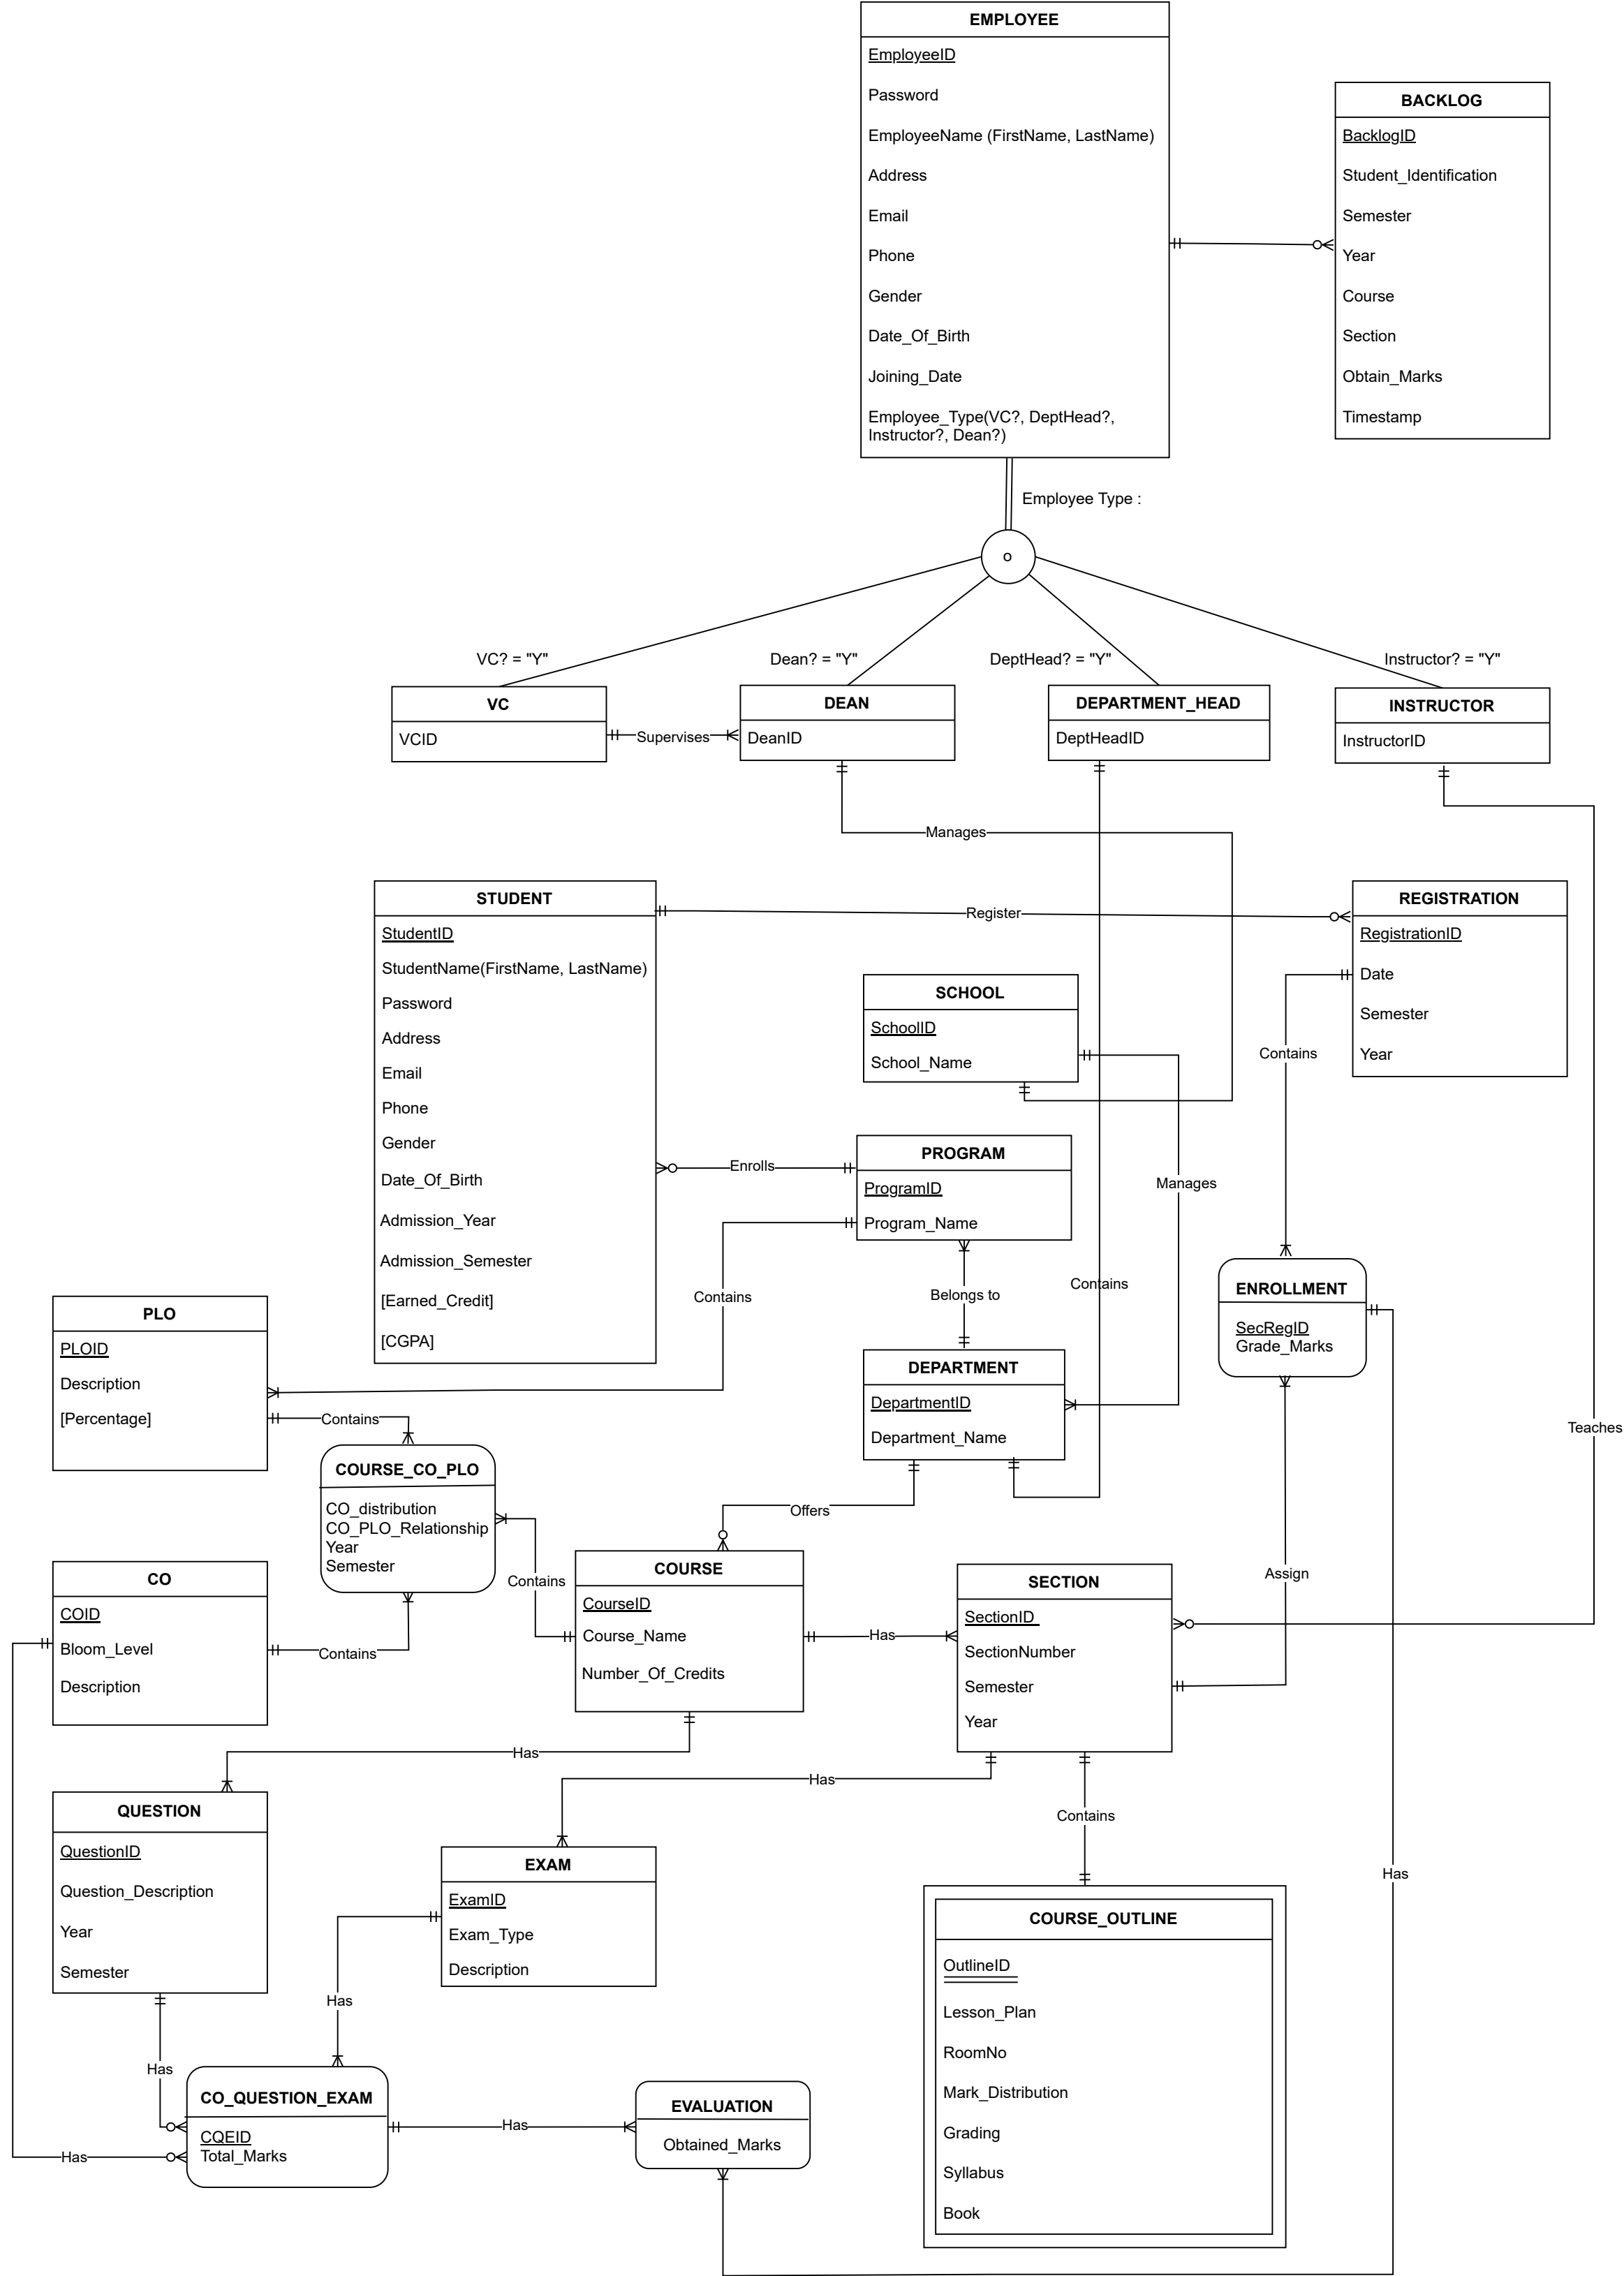 EMPLOYEE
EmployeeID
Password
EmployeeName (FirstName, LastName)
Address
Email
Phone
Gender
Date_Of_Birth
Joining_Date
Employee_Type(VC?, DeptHead?,
Instructor?, Dean?)
BACKLOG
BacklogID
Student_Identification
Semester
Year
Course
Section
Obtain_Marks
Timestamp
Employee Type :
o
VC? = "Y"
Dean? = "Y"
DeptHead? = "Y"
Instructor? = "Y"
VC
VCID
Supervises
DEAN
DeanID
DEPARTMENT_HEAD
DeptHeadID
INSTRUCTOR
InstructorID
Manages
STUDENT
StudentID
StudentName(FirstName, LastName)
Password
Address
Email
Phone
Gender
Date_Of_Birth
Admission_Year
Admission_Semester
[Earned_Credit]
[CGPA]
Register
REGISTRATION
RegistrationID
Date
Semester
Year
SCHOOL
SchoolID
School_Name
Contains
Enrolls
PROGRAM
ProgramID
Program_Name
Manages
Contains
Belongs to
Contains
ENROLLMENT
SecRegID
Grade_Marks
PLO
PLOID
Description
[Percentage]
Contains
DEPARTMENT
DepartmentID
Department_Name
Teaches
COURSE_CO_PLO
CO_distribution
CO_PLO_Relationship
Year
Semester
Offers
Contains
Assign
CO
COID
Bloom_Level
Description
Contains
COURSE
CourseID
Course_Name
Number_Of_Credits
Has
SECTION
SectionID
SectionNumber
Semester
Year
Has
Has
Contains
QUESTION
QuestionID
Question_Description
Year
Semester
EXAM
ExamID
Exam_Type
Description
Has
COURSE_OUTLINE
OutlineID
Lesson_Plan
RoomNo
Mark_Distribution
Grading
Syllabus
Book
Has
Has
Has
CO_QUESTION_EXAM
CQEID
Total_Marks
Has
EVALUATION
Obtained_Marks